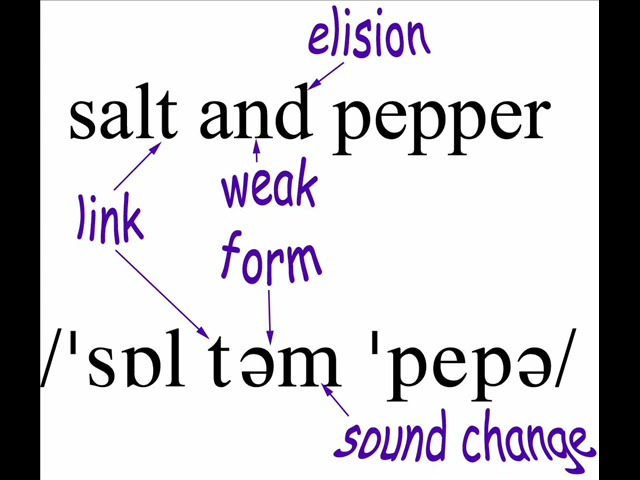 elision
salt and pepper
weak
link
form
/ˈsɒl təm ˈpepə/
sound change